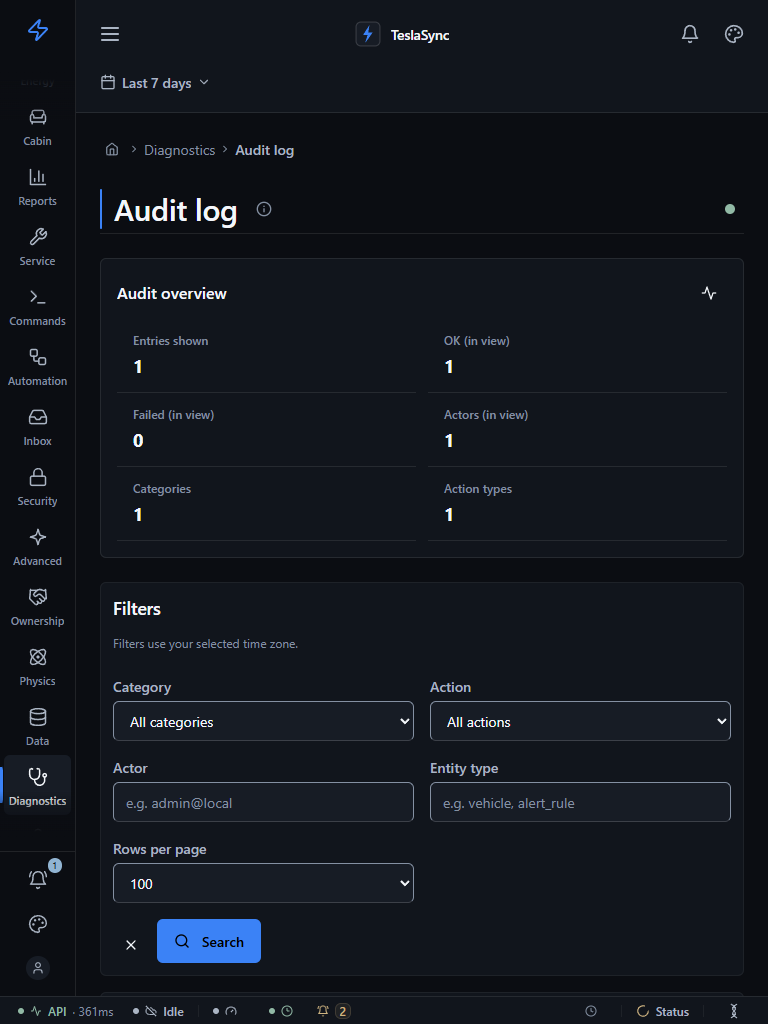 TeslaSync
Last 7 days
Diagnostics
Audit log
Audit log
Audit overview
Entries shown
1
OK (in view)
1
Failed (in view)
0
Actors (in view)
1
Categories
1
Action types
1
Filters
Filters use your selected time zone.
Category
All categories
Action
All actions
Actor
e.g. admin@local
Entity type
e.g. vehicle, alert_rule
Rows per page
100
Search
Energy
Cabin
Reports
Service
Commands
Automation
Inbox
Security
Advanced
Ownership
Physics
Data
Diagnostics
1
API · 361ms
Idle
2
Status